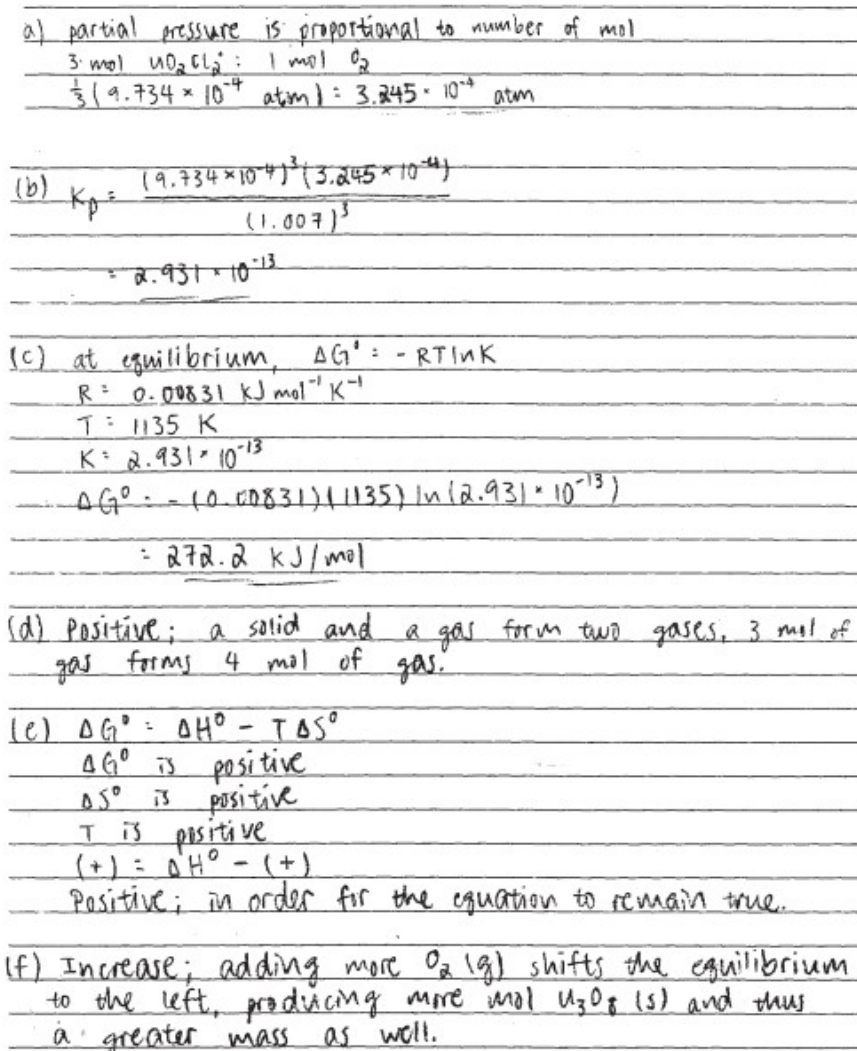 a) partial pressure is proportional to number of mol
3 mol UO₂Cl₂ : 1 mol O₂
⅓ (9.734 × 10⁻⁴ atm) = 3.245 × 10⁻⁴ atm
(b) Kp = (9.734 × 10⁻⁴)³ (3.245 × 10⁻⁴) / (1.007)³
= 2.931 × 10⁻¹³
(c) at equilibrium, ΔG° = -RT ln K
R = 0.00831 kJ mol⁻¹ K⁻¹
T = 1135 K
K = 2.931 × 10⁻¹³
ΔG° = -(0.00831)(1135) ln (2.931 × 10⁻¹³)
= 272.2 kJ/mol
(d) Positive; a solid and a gas form two gases, 3 mol of
gas forms 4 mol of gas.
(e) ΔG° = ΔH° - TΔS°
ΔG° is positive
ΔS° is positive
T is positive
(+) = ΔH° - (+)
Positive; in order for the equation to remain true.
(f) Increase; adding more O₂ (g) shifts the equilibrium
to the left, producing more mol U₃O₈ (s) and thus
a greater mass as well.